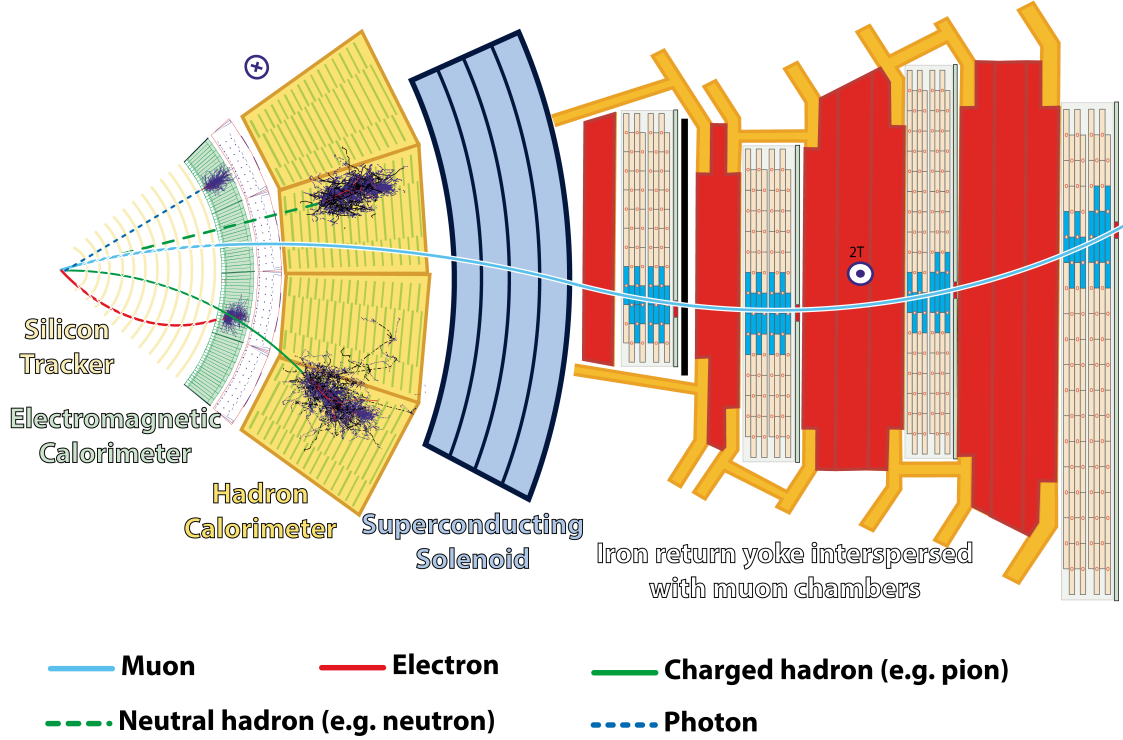 2T
Silicon
Tracker
Electromagnetic
Calorimeter
Hadron
Calorimeter
Superconducting
Solenoid
Iron return yoke interspersed
with muon chambers
Muon
Electron
Charged hadron (e.g. pion)
Neutral hadron (e.g. neutron)
Photon